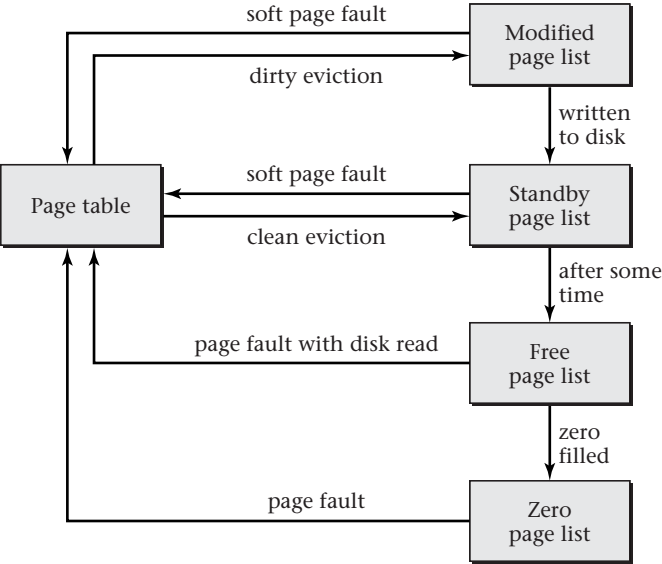 soft page fault
Modified
page list
dirty eviction
written
to disk
soft page fault
Standby
page list
Page table
clean eviction
after some
time
page fault with disk read
Free
page list
zero
filled
page fault
Zero
page list